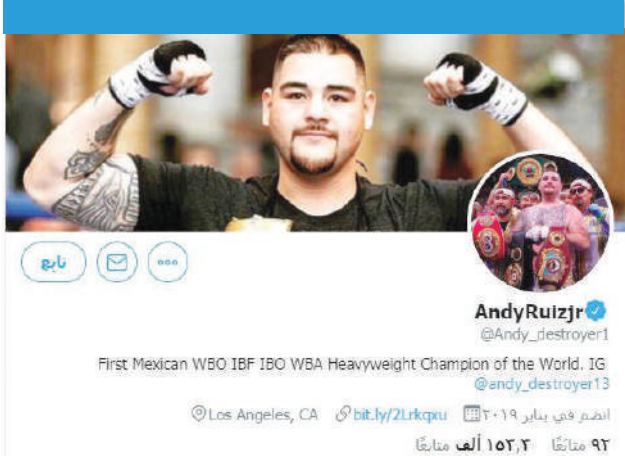 تابع
AndyRuizjr
@Andy_destroyer1
First Mexican WBO IBF IBO WBA Heavyweight Champion of the World. IG
@andy_destroyer13
انضم في يناير ٢٠١٩ bit.ly/2Lrkqxu Los Angeles, CA
٩٢ متابَعًا ١٥٢,٣ ألف متابعًا